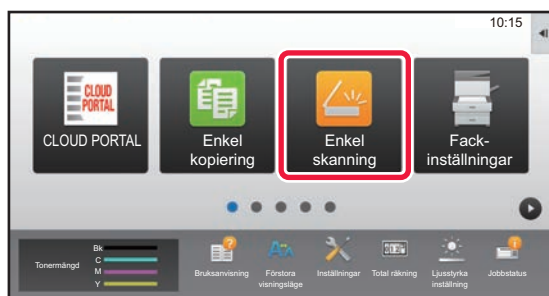 10:15
CLOUD
PORTAL
CLOUD PORTAL
Enkel
kopiering
Enkel
skanning
Fack-
inställningar
Tonermängd
Bk
C
M
Y
Bruksanvisning
Förstora
visningsläge
Inställningar
Total räkning
Ljusstyrka
inställning
Jobbstatus